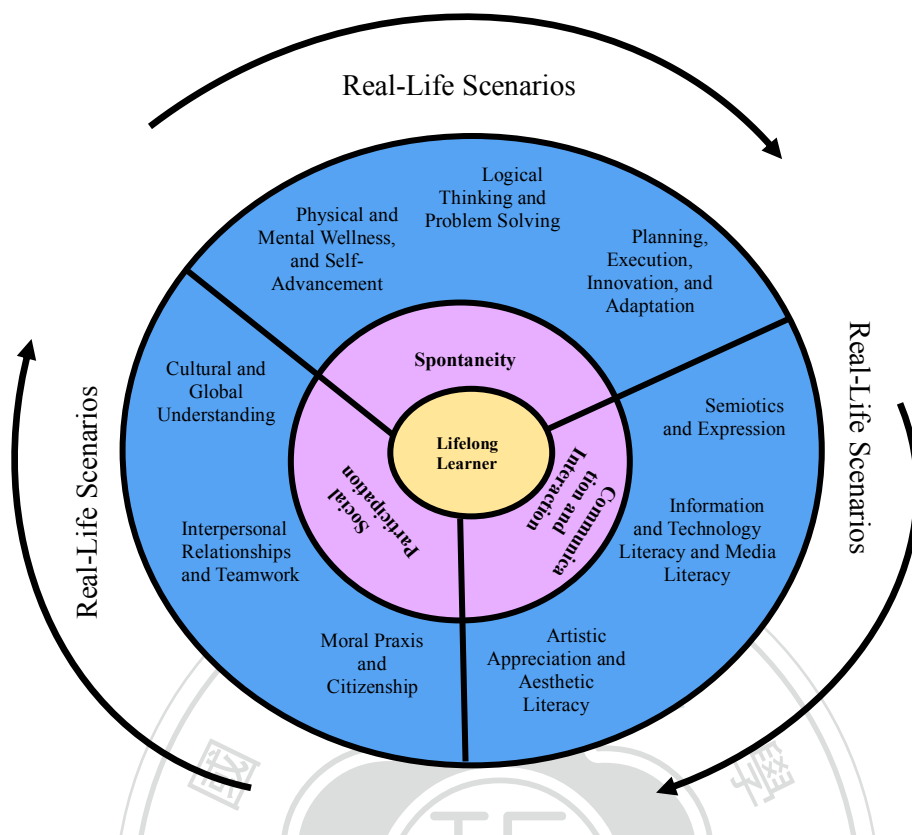 Real-Life Scenarios
Logical
Thinking and
Problem Solving
Physical and
Mental Wellness,
and Self-
Advancement
Planning,
Execution,
Innovation, and
Adaptation
Spontaneity
Cultural and
Global
Understanding
Semiotics
and Expression
Lifelong
Learner
Real-Life Scenarios
Real-Life Scenarios
Social
Participation
Communica
tion and
Interaction
Interpersonal
Relationships
and Teamwork
Information
and Technology
Literacy and Media
Literacy
Moral Praxis
and
Citizenship
Artistic
Appreciation and
Aesthetic
Literacy
學